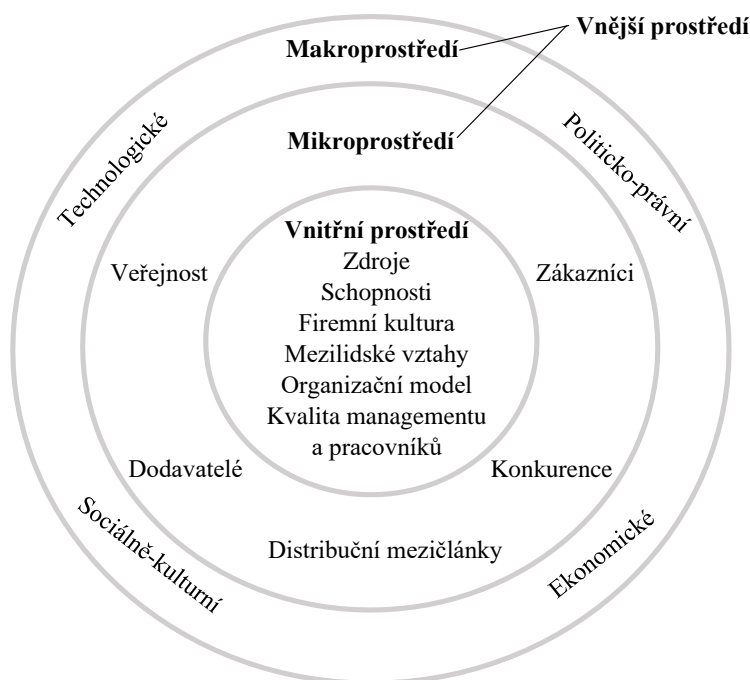 Vnější prostředí
Makroprostředí
Mikroprostředí
Technologické
Politicko-právní
Vnitřní prostředí
Zdroje
Schopnosti
Firemní kultura
Mezilidské vztahy
Organizační model
Kvalita managementu
a pracovníků
Veřejnost
Zákazníci
Dodavatelé
Konkurence
Distribuční mezičlánky
Sociálně-kulturní
Ekonomické